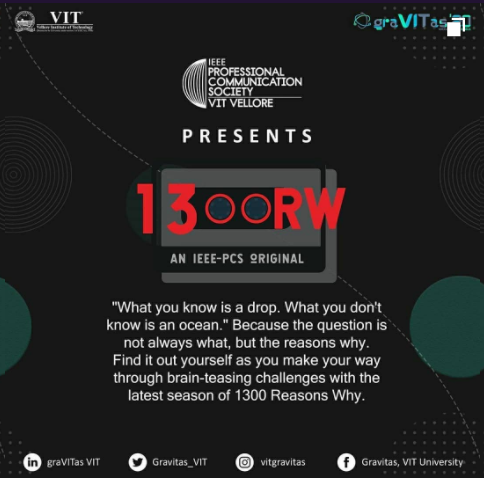 VIT
Vellore Institute of Technology
graVITas
IEEE
PROFESSIONAL
COMMUNICATION
SOCIETY
VIT VELLORE
PRESENTS
1300RW
AN IEEE-PCS ORIGINAL
"What you know is a drop. What you don't
know is an ocean." Because the question is
not always what, but the reasons why.
Find it out yourself as you make your way
through brain-teasing challenges with the
latest season of 1300 Reasons Why.
graVITas VIT
Gravitas_VIT
vitgravitas
Gravitas, VIT University